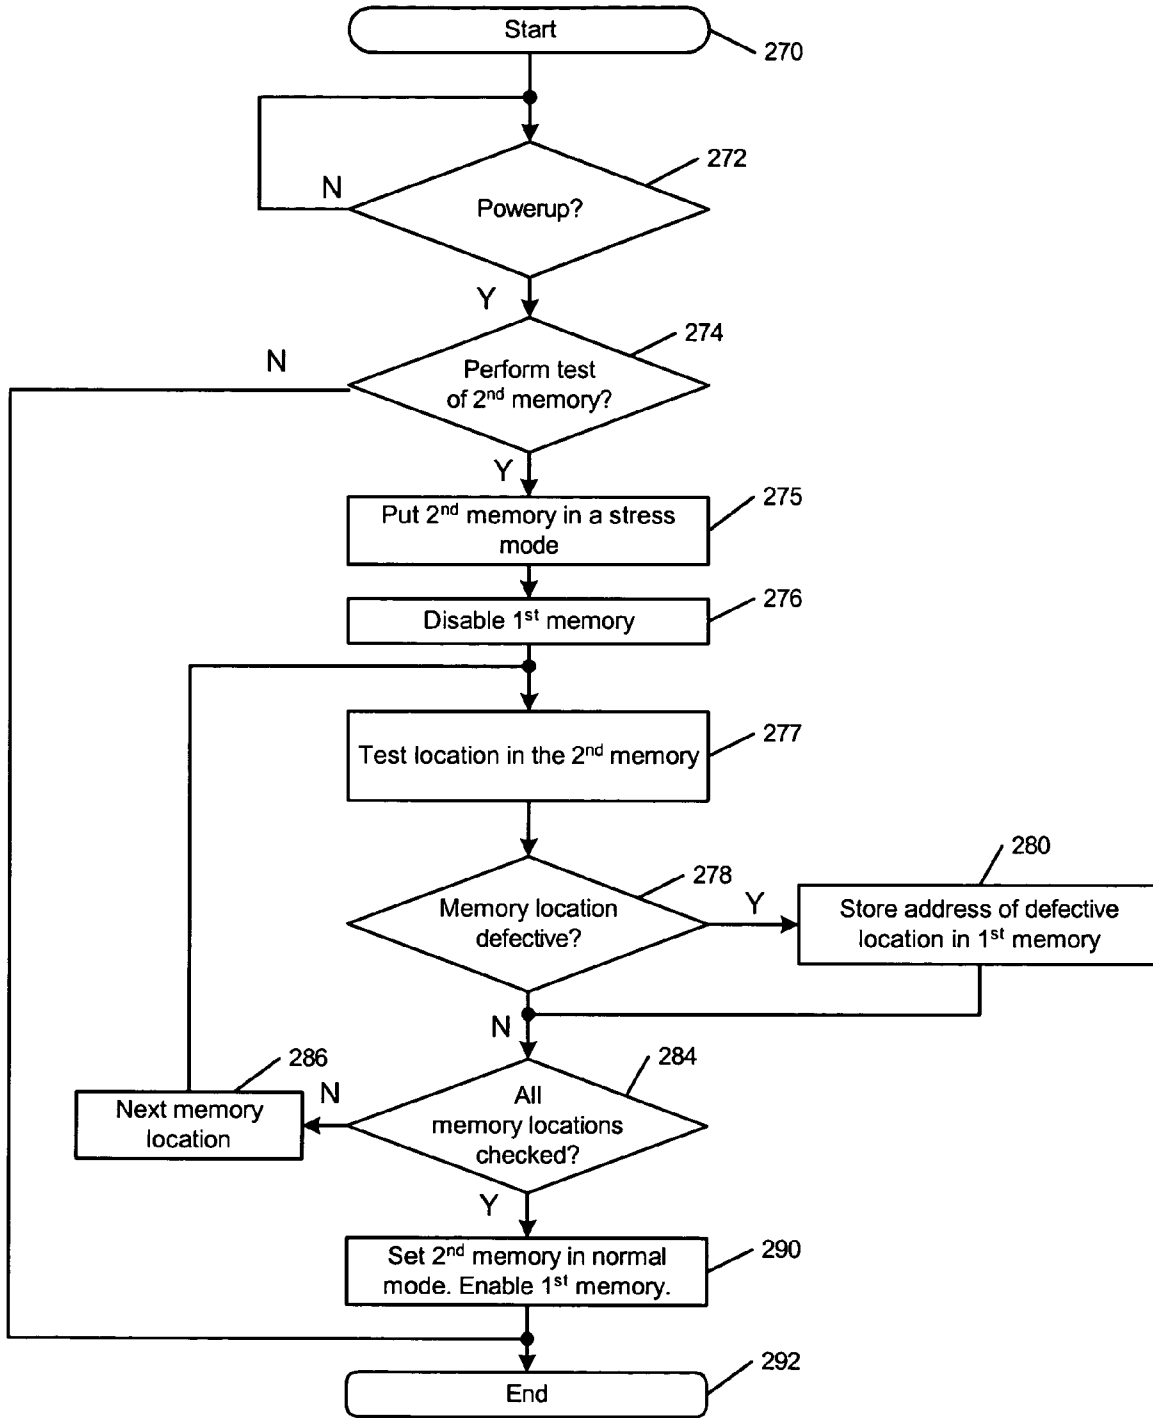 Start
270
272
N
Powerup?
Y
274
N
Perform test
of 2nd memory?
Y
275
Put 2nd memory in a stress
mode
276
Disable 1st memory
277
Test location in the 2nd memory
280
278
Memory location
defective?
Y
Store address of defective
location in 1st memory
N
284
286
N
All
memory locations
checked?
Next memory
location
Y
290
Set 2nd memory in normal
mode. Enable 1st memory.
292
End